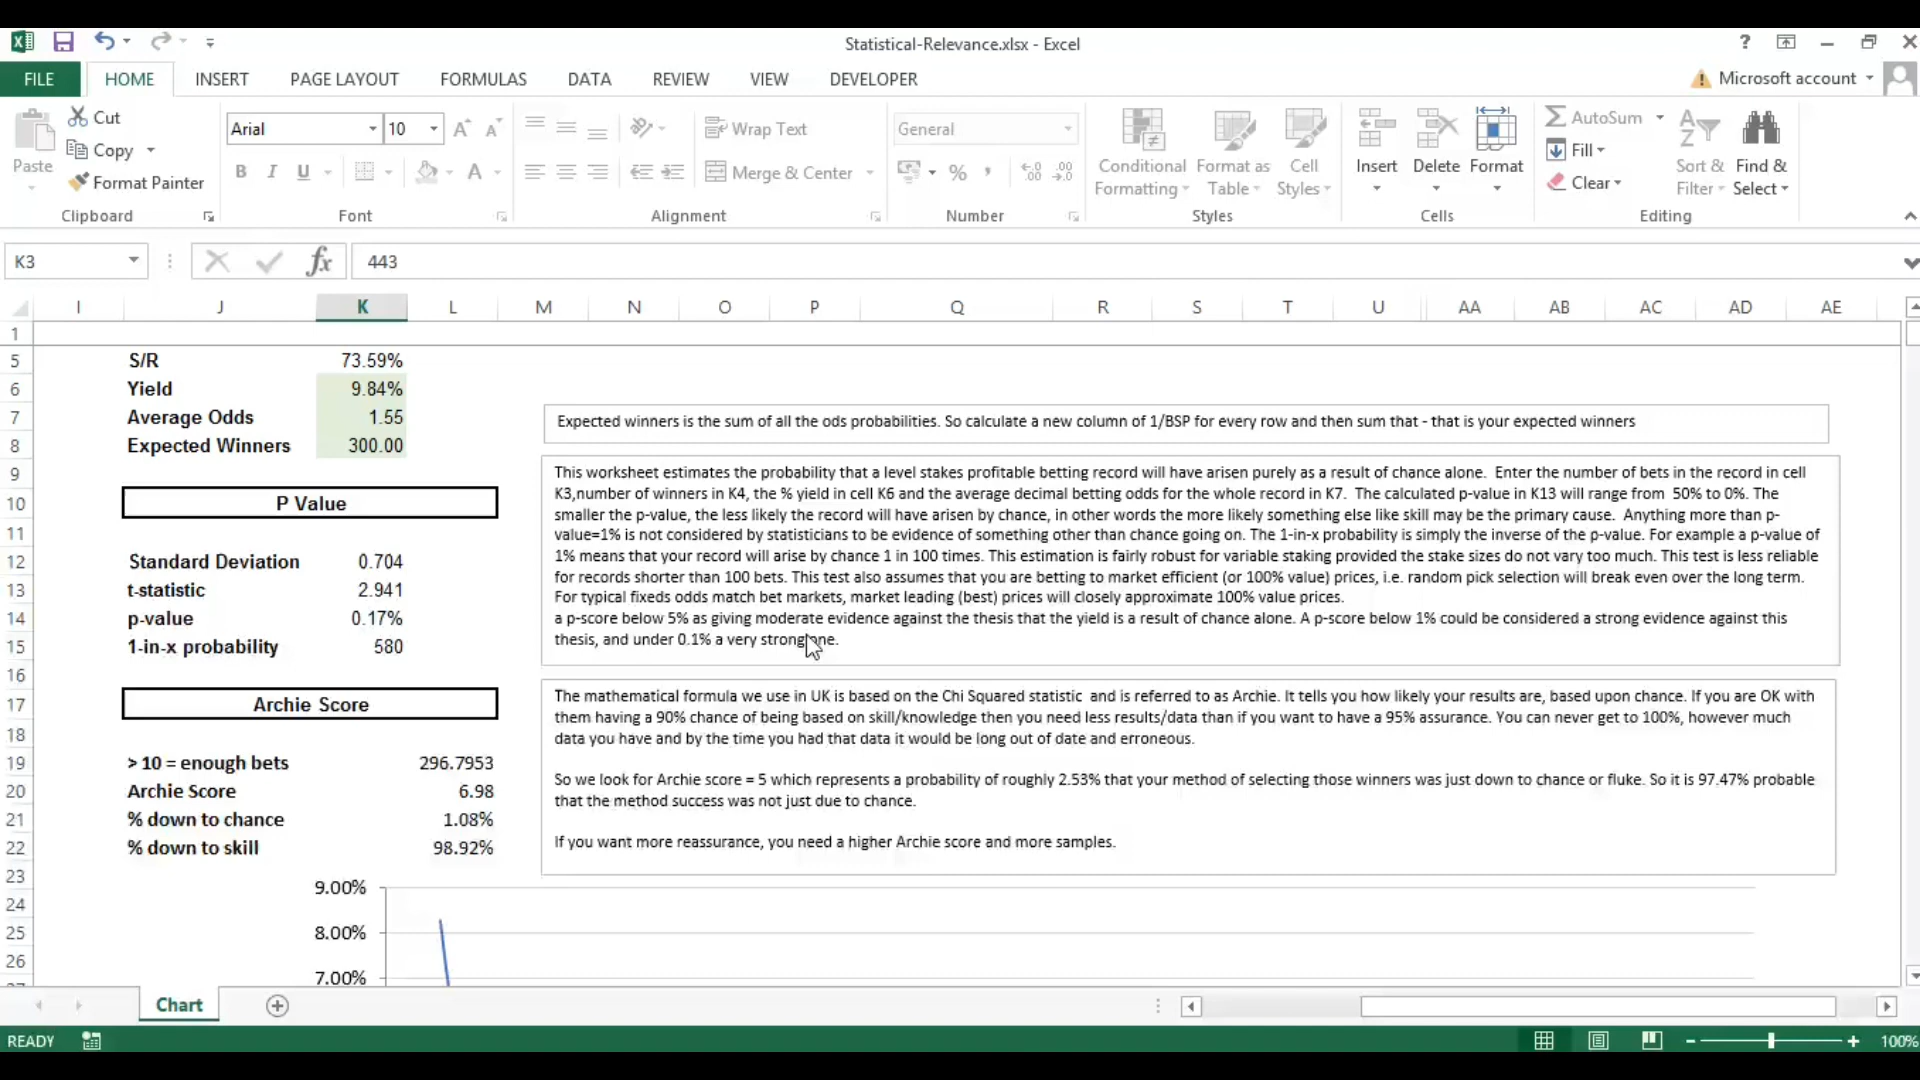 Statistical-Relevance.xlsx - Excel
?
FILE HOME INSERT PAGE LAYOUT FORMULAS DATA REVIEW VIEW DEVELOPER Microsoft account
Paste
Cut
Copy
Format Painter
Clipboard
Arial 10
B I U
Font
Wrap Text
Merge & Center
Alignment
General
%
Number
Conditional Formatting
Format as Table
Cell Styles
Styles
Insert Delete Format
Cells
AutoSum
Fill
Clear
Sort & Filter
Find & Select
Editing
K3 fx 443
I J K L M N O P Q R S T U AA AB AC AD AE
1
5 S/R 73.59%
6 Yield 9.84%
7 Average Odds 1.55
8 Expected Winners 300.00
9
10 P Value
11
12 Standard Deviation 0.704
13 t-statistic 2.941
14 p-value 0.17%
15 1-in-x probability 580
16
17 Archie Score
18
19 > 10 = enough bets 296.7953
20 Archie Score 6.98
21 % down to chance 1.08%
22 % down to skill 98.92%
23
24
25
26
Expected winners is the sum of all the ods probabilities. So calculate a new column of 1/BSP for every row and then sum that - that is your expected winners
This worksheet estimates the probability that a level stakes profitable betting record will have arisen purely as a result of chance alone. Enter the number of bets in the record in cell
K3,number of winners in K4, the % yield in cell K6 and the average decimal betting odds for the whole record in K7. The calculated p-value in K13 will range from 50% to 0%. The
smaller the p-value, the less likely the record will have arisen by chance, in other words the more likely something else like skill may be the primary cause. Anything more than p-
value=1% is not considered by statisticians to be evidence of something other than chance going on. The 1-in-x probability is simply the inverse of the p-value. For example a p-value of
1% means that your record will arise by chance 1 in 100 times. This estimation is fairly robust for variable staking provided the stake sizes do not vary too much. This test is less reliable
for records shorter than 100 bets. This test also assumes that you are betting to market efficient (or 100% value) prices, i.e. random pick selection will break even over the long term.
For typical fixeds odds match bet markets, market leading (best) prices will closely approximate 100% value prices.
a p-score below 5% as giving moderate evidence against the thesis that the yield is a result of chance alone. A p-score below 1% could be considered a strong evidence against this
thesis, and under 0.1% a very strong one.
The mathematical formula we use in UK is based on the Chi Squared statistic and is referred to as Archie. It tells you how likely your results are, based upon chance. If you are OK with
them having a 90% chance of being based on skill/knowledge then you need less results/data than if you want to have a 95% assurance. You can never get to 100%, however much
data you have and by the time you had that data it would be long out of date and erroneous.
So we look for Archie score = 5 which represents a probability of roughly 2.53% that your method of selecting those winners was just down to chance or fluke. So it is 97.47% probable
that the method success was not just due to chance.
If you want more reassurance, you need a higher Archie score and more samples.
9.00%
8.00%
7.00%
Chart
READY
100%